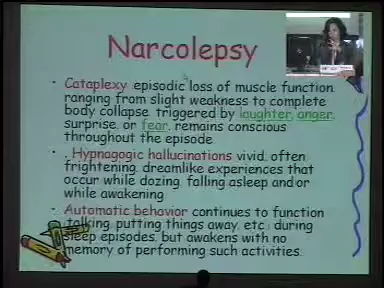 Narcolepsy
• Cataplexy episodic loss of muscle function,
ranging from slight weakness to complete
body collapse. triggered by laughter, anger,
surprise, or fear, remains conscious
throughout the episode
• . Hypnagogic hallucinations vivid, often
frightening, dreamlike experiences that
occur while dozing, falling asleep and/or
while awakening.
• Automatic behavior continues to function
(talking, putting things away, etc.) during
sleep episodes, but awakens with no
memory of performing such activities.